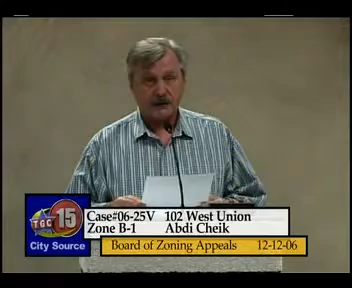 TGC 15
City Source
Case#06-25V 102 West Union
Zone B-1 Abdi Cheik
Board of Zoning Appeals 12-12-06